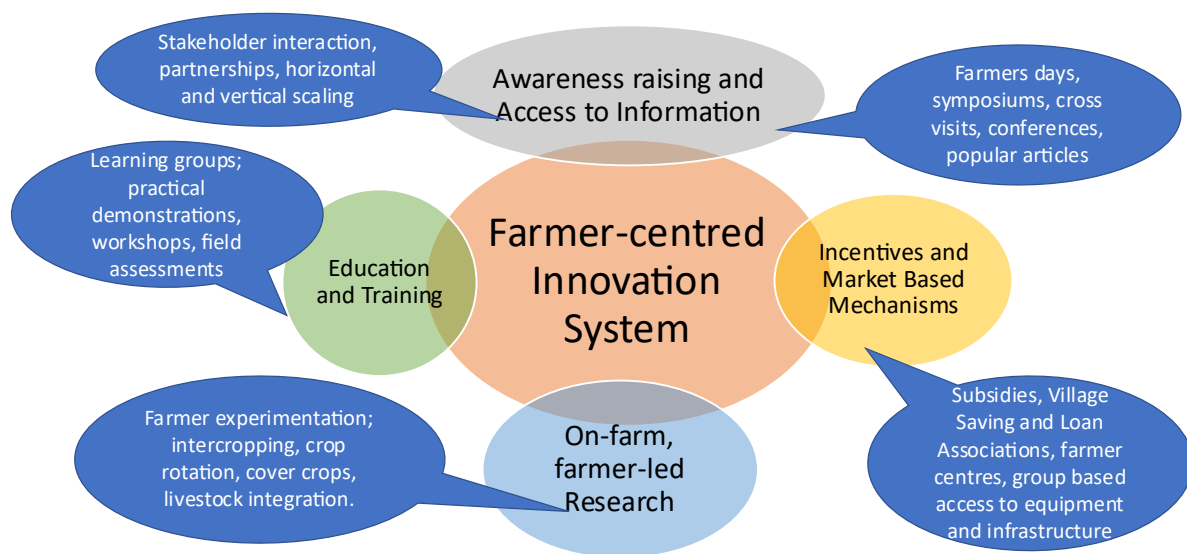 Stakeholder interaction,
partnerships, horizontal
and vertical scaling
Awareness raising and
Access to Information
Farmers days,
symposiums, cross
visits, conferences,
popular articles
Learning groups;
practical
demonstrations,
workshops, field
assessments
Education
and Training
Farmer-centred
Innovation
System
Incentives and
Market Based
Mechanisms
Farmer experimentation;
intercropping, crop
rotation, cover crops,
livestock integration.
On-farm,
farmer-led
Research
Subsidies, Village
Saving and Loan
Associations, farmer
centres, group based
access to equipment
and infrastructure